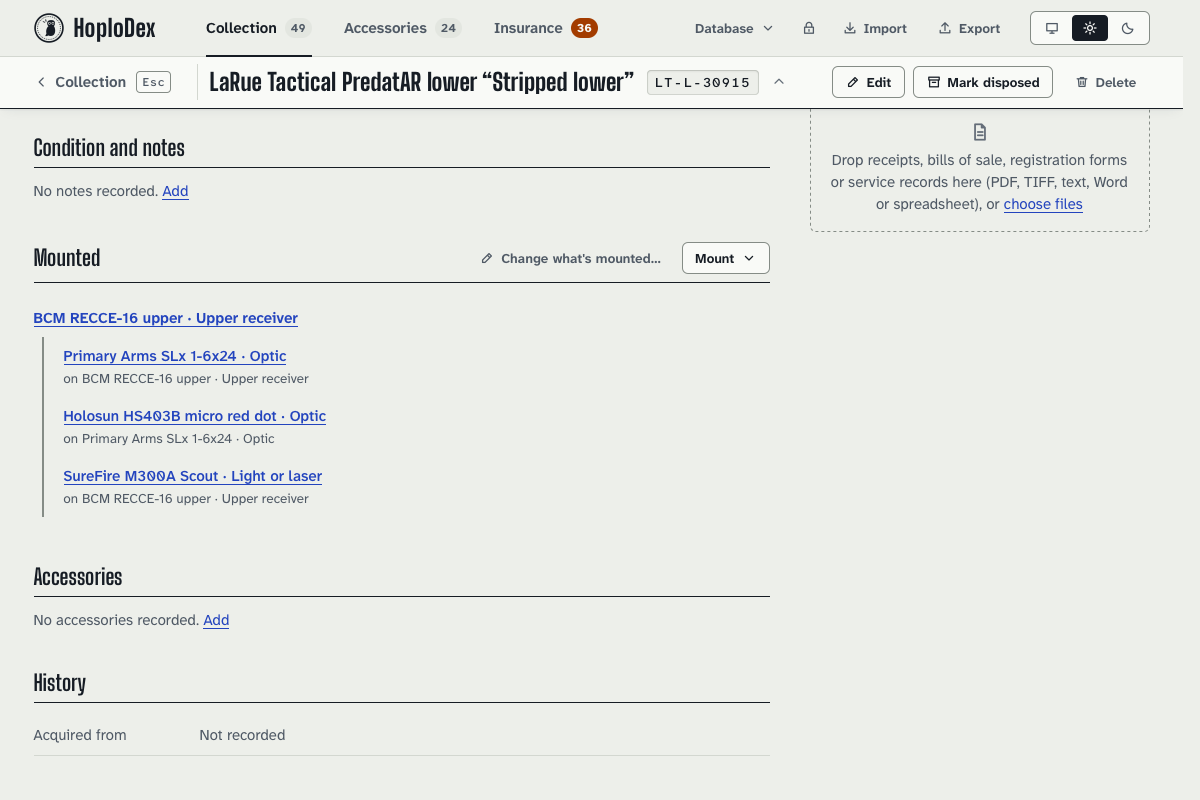 HoploDex
Collection 49
Accessories 24
Insurance 36
Database
Import
Export
Collection Esc
LaRue Tactical PredatAR lower “Stripped lower” LT-L-30915
Edit
Mark disposed
Delete
Condition and notes
No notes recorded. Add
Mounted
Change what's mounted...
Mount
BCM RECCE-16 upper · Upper receiver
Primary Arms SLx 1-6x24 · Optic
on BCM RECCE-16 upper · Upper receiver
Holosun HS403B micro red dot · Optic
on Primary Arms SLx 1-6x24 · Optic
SureFire M300A Scout · Light or laser
on BCM RECCE-16 upper · Upper receiver
Accessories
No accessories recorded. Add
History
Acquired from Not recorded
Drop receipts, bills of sale, registration forms
or service records here (PDF, TIFF, text, Word
or spreadsheet), or choose files